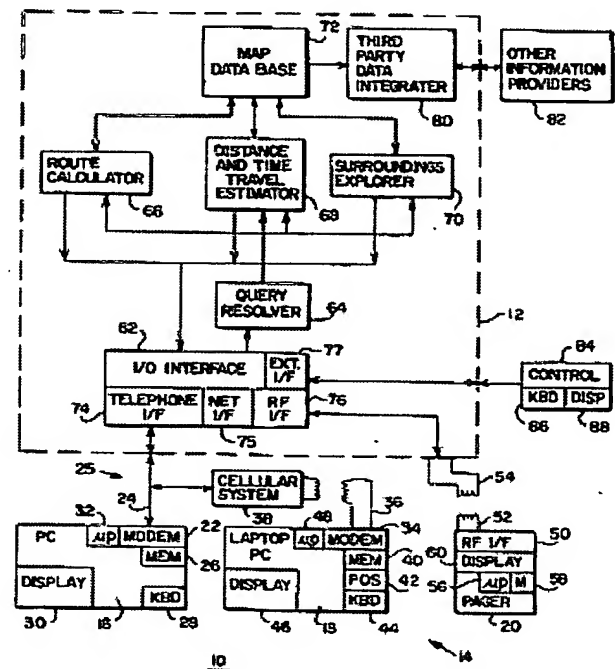 72
MAP
DATA BASE
THIRD
PARTY
DATA
INTEGRATER
80
OTHER
INFORMATION
PROVIDERS
82
ROUTE
CALCULATOR
66
DISTANCE
AND TIME
TRAVEL
ESTIMATOR
68
SURROUNDINGS
EXPLORER
70
QUERY
RESOLVER
64
12
62
I/O INTERFACE
EXT.
I/F
77
74
TELEPHONE
I/F
NET
I/F
RF
I/F
76
75
84
CONTROL
KBD
DISP
86
88
25
24
CELLULAR
SYSTEM
38
36
54
52
32
PC
μp
MODEM
22
MEM
26
DISPLAY
KBD
30
18
28
48
LAPTOP
PC
μp
MODEM
34
MEM
40
POS
42
DISPLAY
KBD
46
44
RF I/F
50
60
DISPLAY
56
μp
M
58
PAGER
20
10
14